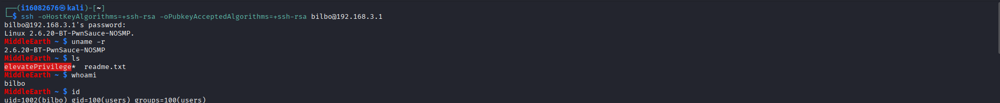 ┌──(i16082676㉿kali)-[~]
└─$ ssh -oHostKeyAlgorithms=+ssh-rsa -oPubkeyAcceptedAlgorithms=+ssh-rsa bilbo@192.168.3.1
bilbo@192.168.3.1's password:
Linux 2.6.20-BT-PwnSauce-NOSMP.
MiddleEarth ~ $ uname -r
2.6.20-BT-PwnSauce-NOSMP
MiddleEarth ~ $ ls
elevatePrivilege*  readme.txt
MiddleEarth ~ $ whoami
bilbo
MiddleEarth ~ $ id
uid=1002(bilbo) gid=100(users) groups=100(users)